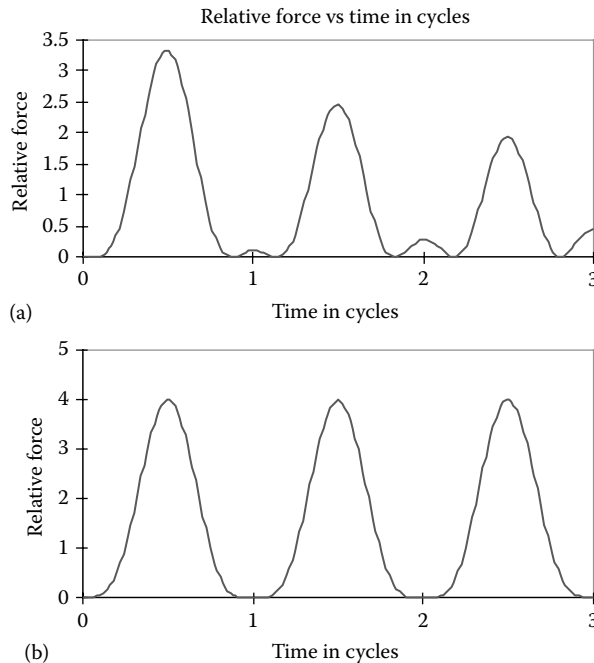 Relative force vs time in cycles
3.5
3
2.5
2
1.5
1
0.5
0
Relative force
0 1 2 3
Time in cycles
(a)
5
4
3
2
1
0
Relative force
0 1 2 3
Time in cycles
(b)